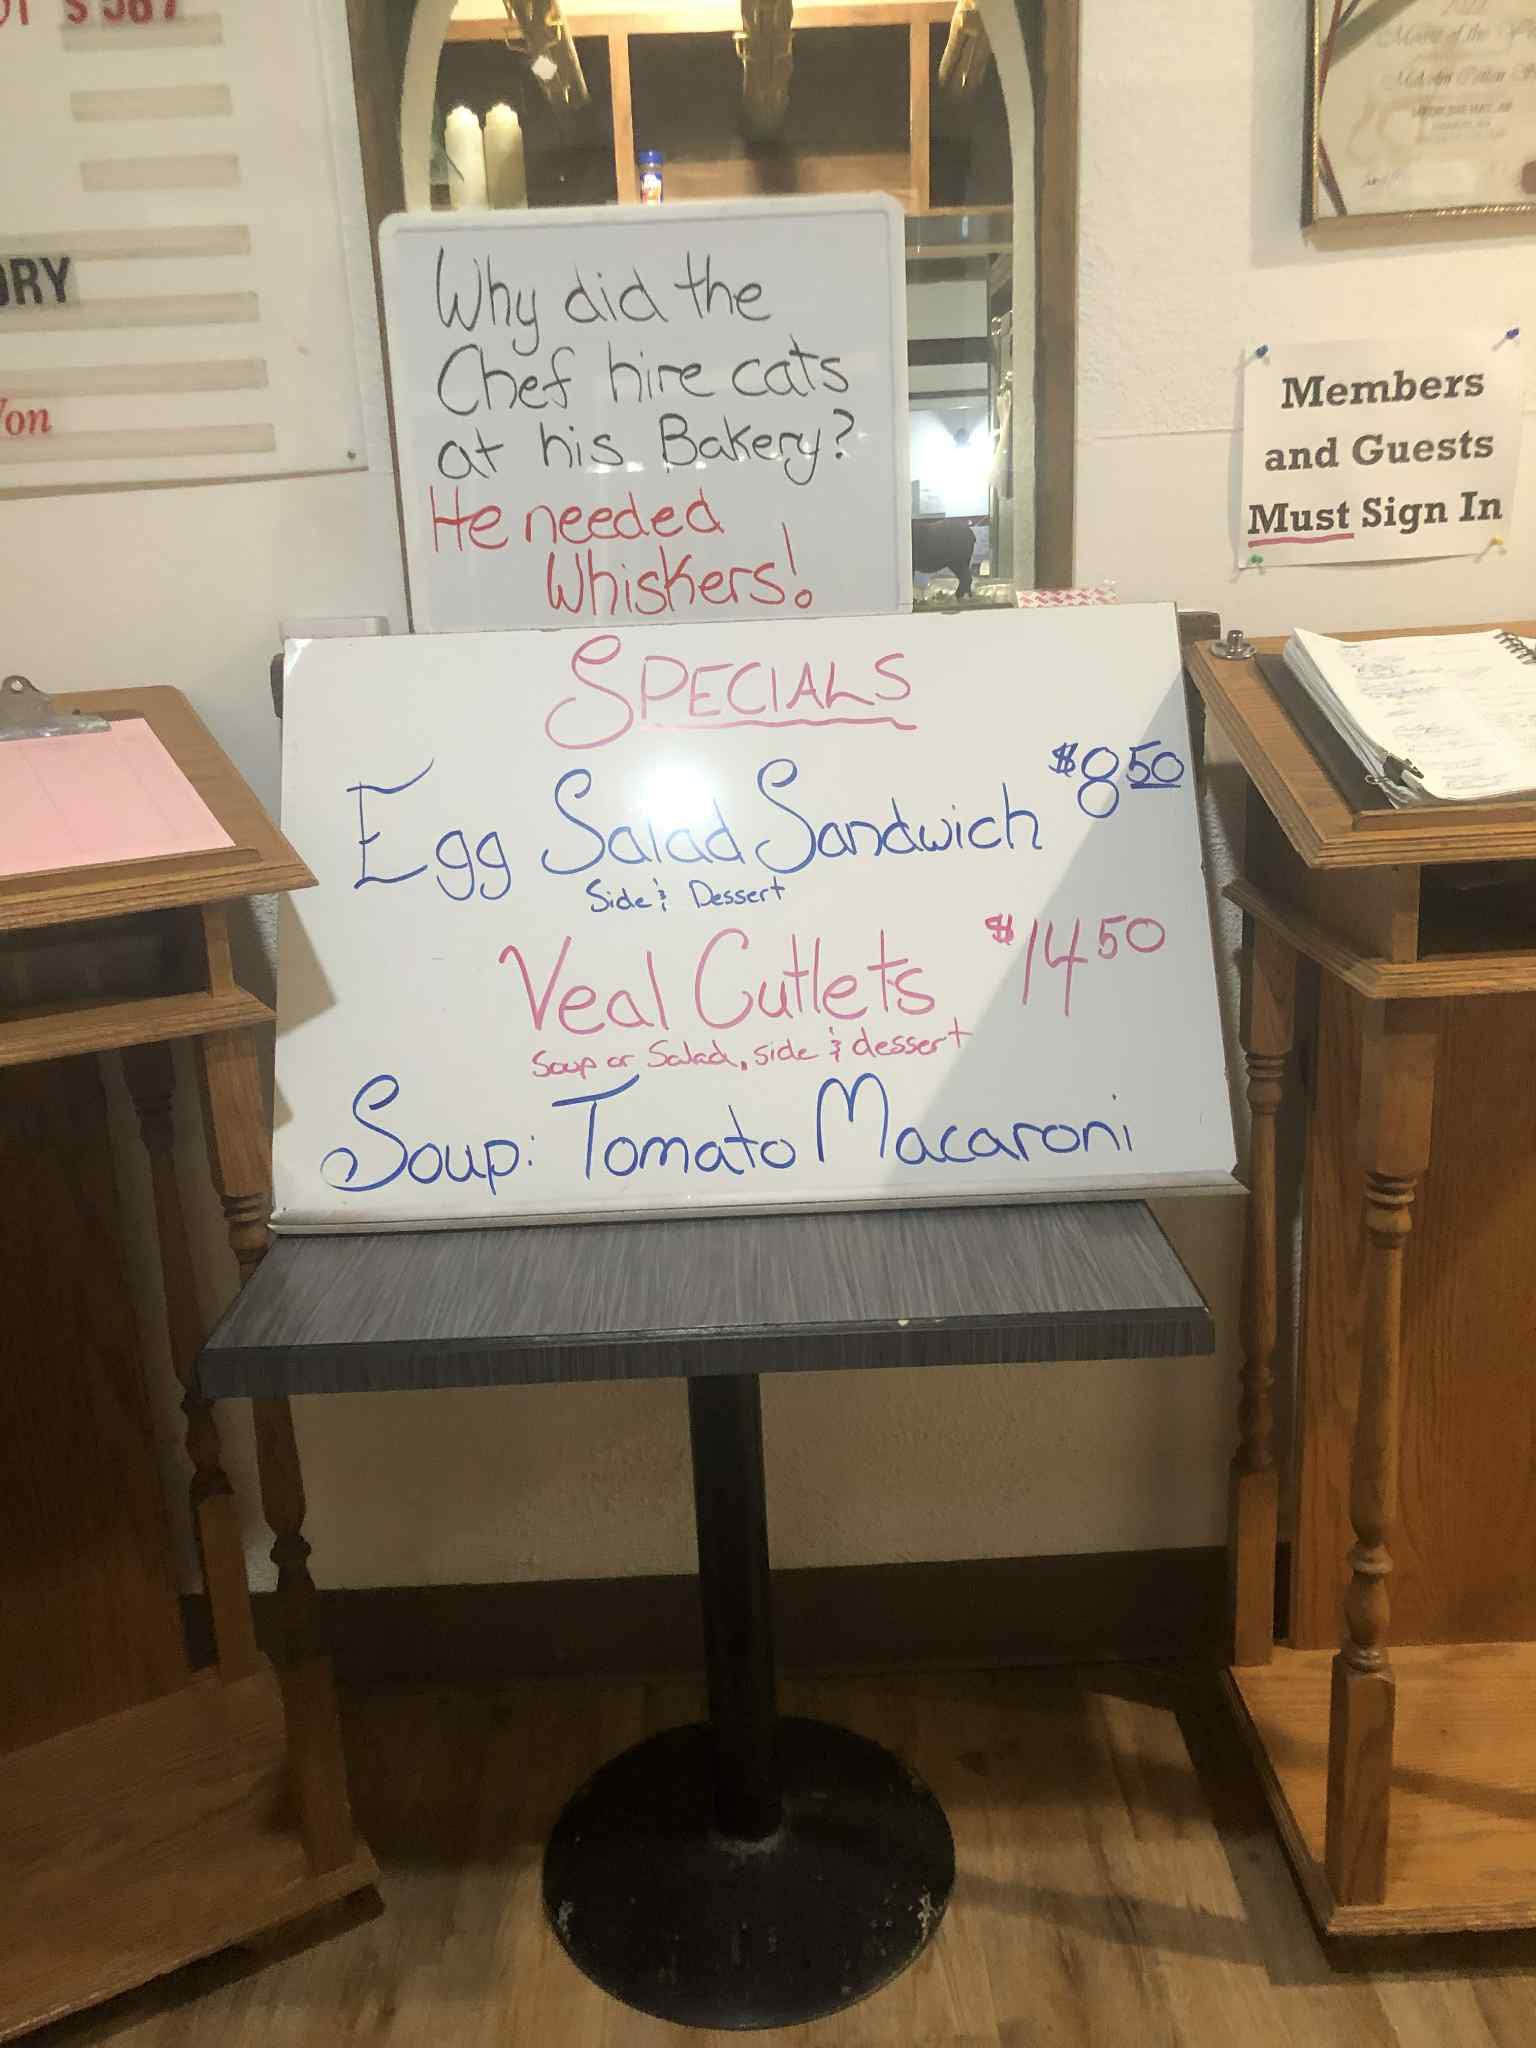 $587
ORY
Von
Why did the
Chef hire cats
at his Bakery?
He needed
Whiskers!
Members
and Guests
Must Sign In
SPECIALS
Egg Salad Sandwich $8.50
Side & Dessert
Veal Cutlets $14.50
Soup or Salad, side & dessert
Soup: Tomato Macaroni